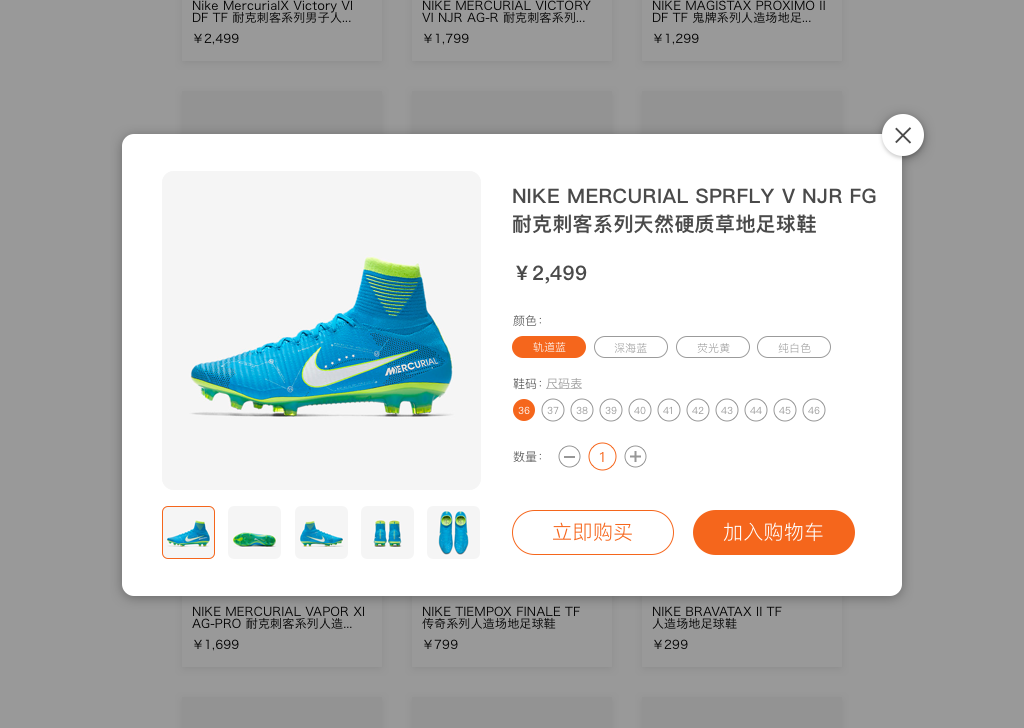 Nike MercurialX Victory VI
DF TF 耐克刺客系列男子人...
￥2,499
NIKE MERCURIAL VICTORY
VI NJR AG-R 耐克刺客系列...
￥1,799
NIKE MAGISTAX PROXIMO II
DF TF 鬼牌系列人造场地足...
￥1,299
NIKE MERCURIAL SPRFLY V NJR FG
耐克刺客系列天然硬质草地足球鞋
￥2,499
颜色：
轨道蓝
深海蓝
荧光黄
纯白色
鞋码：尺码表
36 37 38 39 40 41 42 43 44 45 46
数量：
1
立即购买
加入购物车
MERCURIAL
NIKE MERCURIAL VAPOR XI
AG-PRO 耐克刺客系列人造...
￥1,699
NIKE TIEMPOX FINALE TF
传奇系列人造场地足球鞋
￥799
NIKE BRAVATAX II TF
人造场地足球鞋
￥299